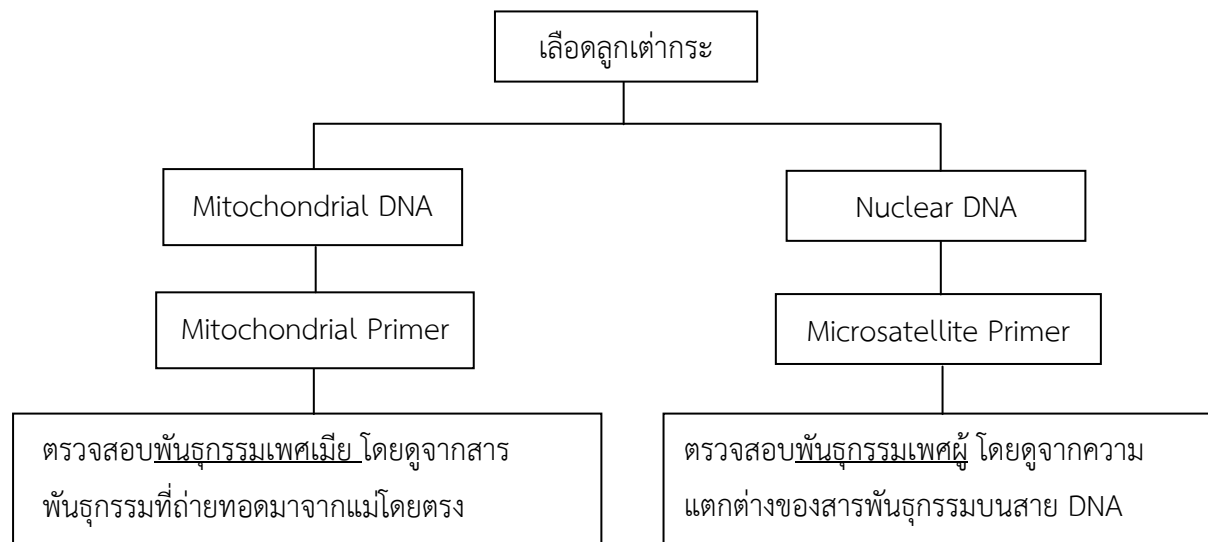 เลือดลูกเต่ากระ
Mitochondrial DNA
Nuclear DNA
Mitochondrial Primer
Microsatellite Primer
ตรวจสอบพันธุกรรมเพศเมีย โดยดูจากสาร
พันธุกรรมที่ถ่ายทอดมาจากแม่โดยตรง
ตรวจสอบพันธุกรรมเพศผู้ โดยดูจากความ
แตกต่างของสารพันธุกรรมบนสาย DNA